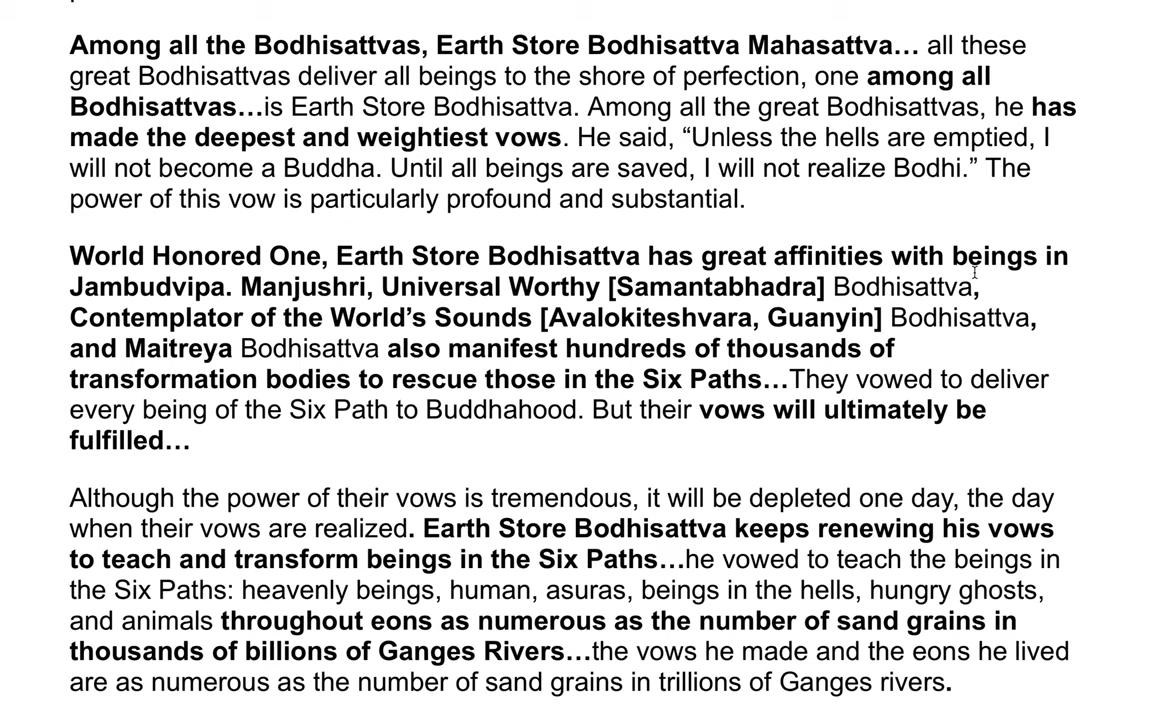 Among all the Bodhisattvas, Earth Store Bodhisattva Mahasattva… all these
great Bodhisattvas deliver all beings to the shore of perfection, one among all
Bodhisattvas…is Earth Store Bodhisattva. Among all the great Bodhisattvas, he has
made the deepest and weightiest vows. He said, “Unless the hells are emptied, I
will not become a Buddha. Until all beings are saved, I will not realize Bodhi.” The
power of this vow is particularly profound and substantial.
World Honored One, Earth Store Bodhisattva has great affinities with beings in
Jambudvipa. Manjushri, Universal Worthy [Samantabhadra] Bodhisattva,
Contemplator of the World’s Sounds [Avalokiteshvara, Guanyin] Bodhisattva,
and Maitreya Bodhisattva also manifest hundreds of thousands of
transformation bodies to rescue those in the Six Paths…They vowed to deliver
every being of the Six Path to Buddhahood. But their vows will ultimately be
fulfilled…
Although the power of their vows is tremendous, it will be depleted one day, the day
when their vows are realized. Earth Store Bodhisattva keeps renewing his vows
to teach and transform beings in the Six Paths…he vowed to teach the beings in
the Six Paths: heavenly beings, human, asuras, beings in the hells, hungry ghosts,
and animals throughout eons as numerous as the number of sand grains in
thousands of billions of Ganges Rivers…the vows he made and the eons he lived
are as numerous as the number of sand grains in trillions of Ganges rivers.